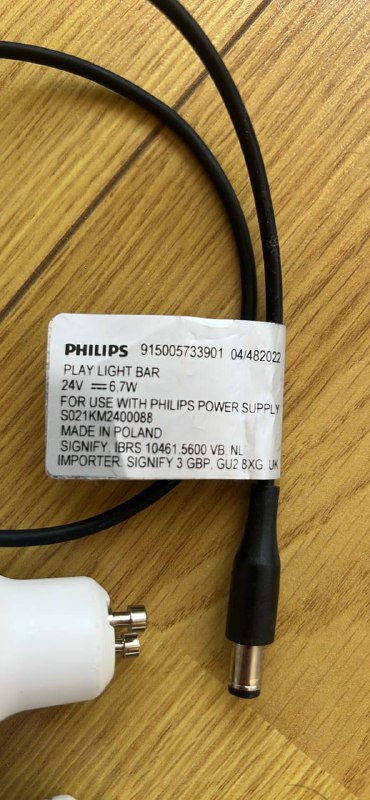 PHILIPS 915005733901 04/482022
PLAY LIGHT BAR
24V ⎓ 6.7W
FOR USE WITH PHILIPS POWER SUPPLY
S021KM2400088
MADE IN POLAND
SIGNIFY. IBRS 10461.5600 VB. NL
IMPORTER: SIGNIFY 3 GBP, GU2 8XG. UK